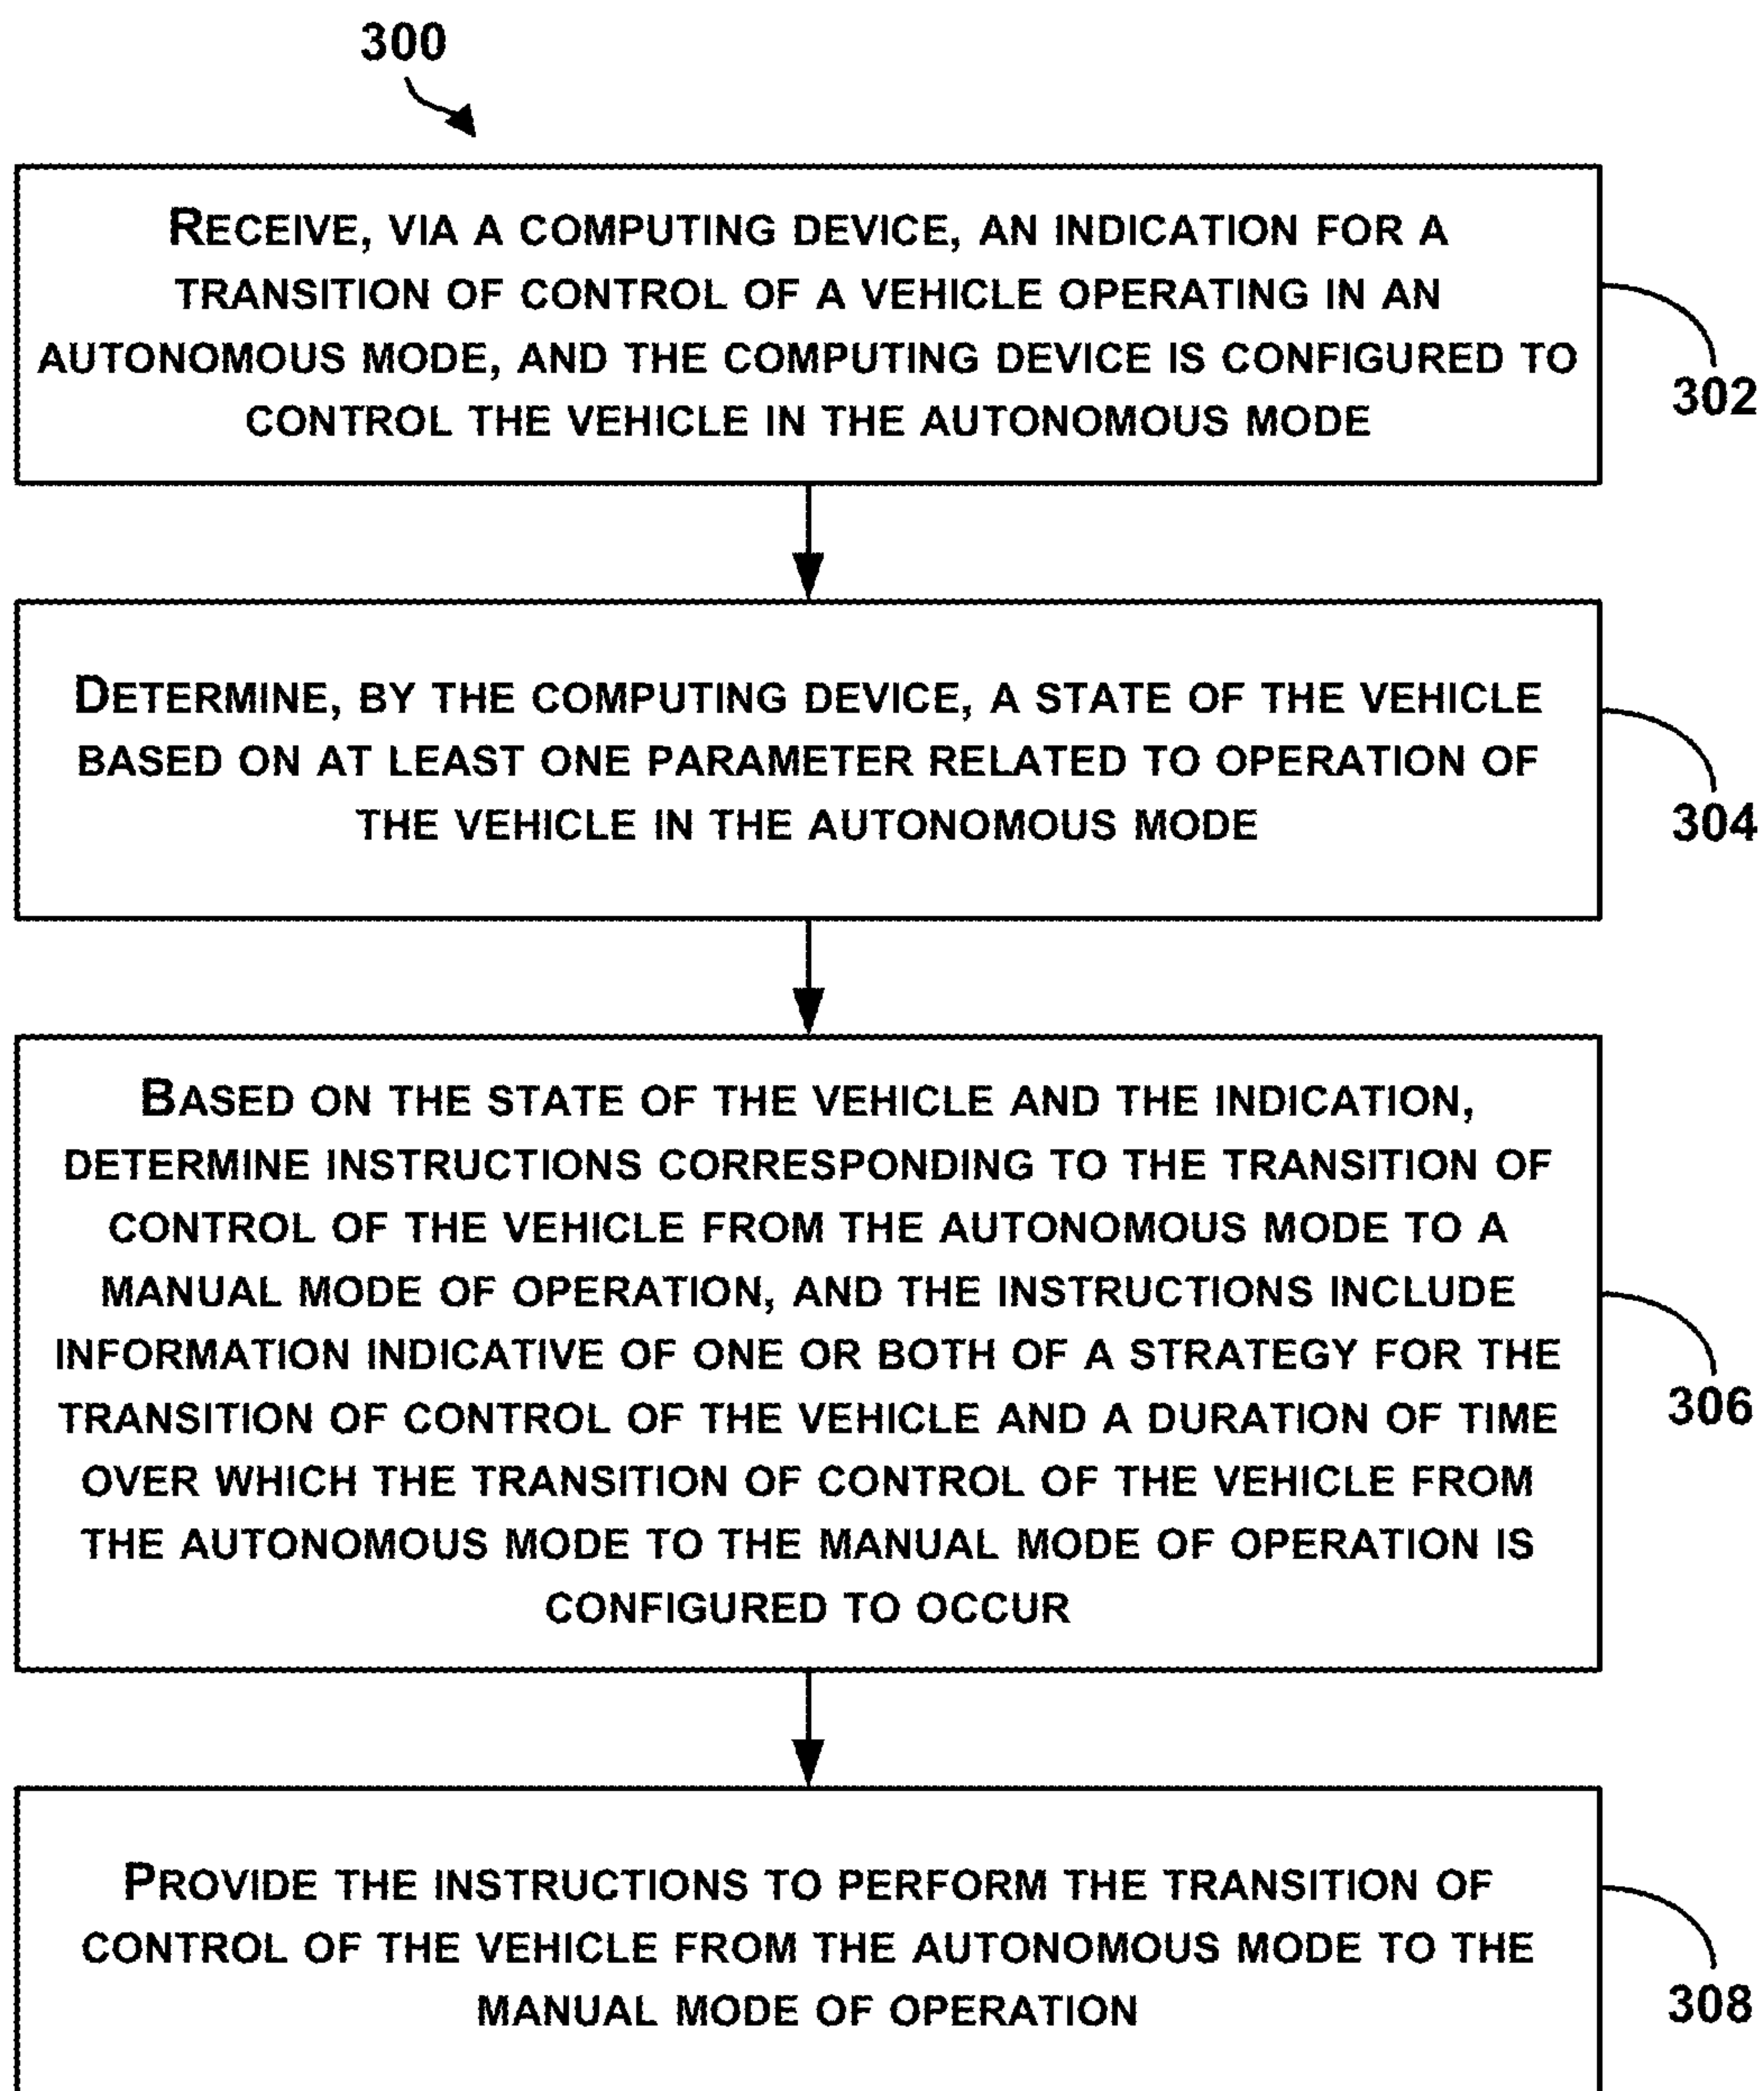 300
RECEIVE, VIA A COMPUTING DEVICE, AN INDICATION FOR A
TRANSITION OF CONTROL OF A VEHICLE OPERATING IN AN
AUTONOMOUS MODE, AND THE COMPUTING DEVICE IS CONFIGURED TO
CONTROL THE VEHICLE IN THE AUTONOMOUS MODE
302
DETERMINE, BY THE COMPUTING DEVICE, A STATE OF THE VEHICLE
BASED ON AT LEAST ONE PARAMETER RELATED TO OPERATION OF
THE VEHICLE IN THE AUTONOMOUS MODE
304
BASED ON THE STATE OF THE VEHICLE AND THE INDICATION,
DETERMINE INSTRUCTIONS CORRESPONDING TO THE TRANSITION OF
CONTROL OF THE VEHICLE FROM THE AUTONOMOUS MODE TO A
MANUAL MODE OF OPERATION, AND THE INSTRUCTIONS INCLUDE
INFORMATION INDICATIVE OF ONE OR BOTH OF A STRATEGY FOR THE
TRANSITION OF CONTROL OF THE VEHICLE AND A DURATION OF TIME
OVER WHICH THE TRANSITION OF CONTROL OF THE VEHICLE FROM
THE AUTONOMOUS MODE TO THE MANUAL MODE OF OPERATION IS
CONFIGURED TO OCCUR
306
PROVIDE THE INSTRUCTIONS TO PERFORM THE TRANSITION OF
CONTROL OF THE VEHICLE FROM THE AUTONOMOUS MODE TO THE
MANUAL MODE OF OPERATION
308